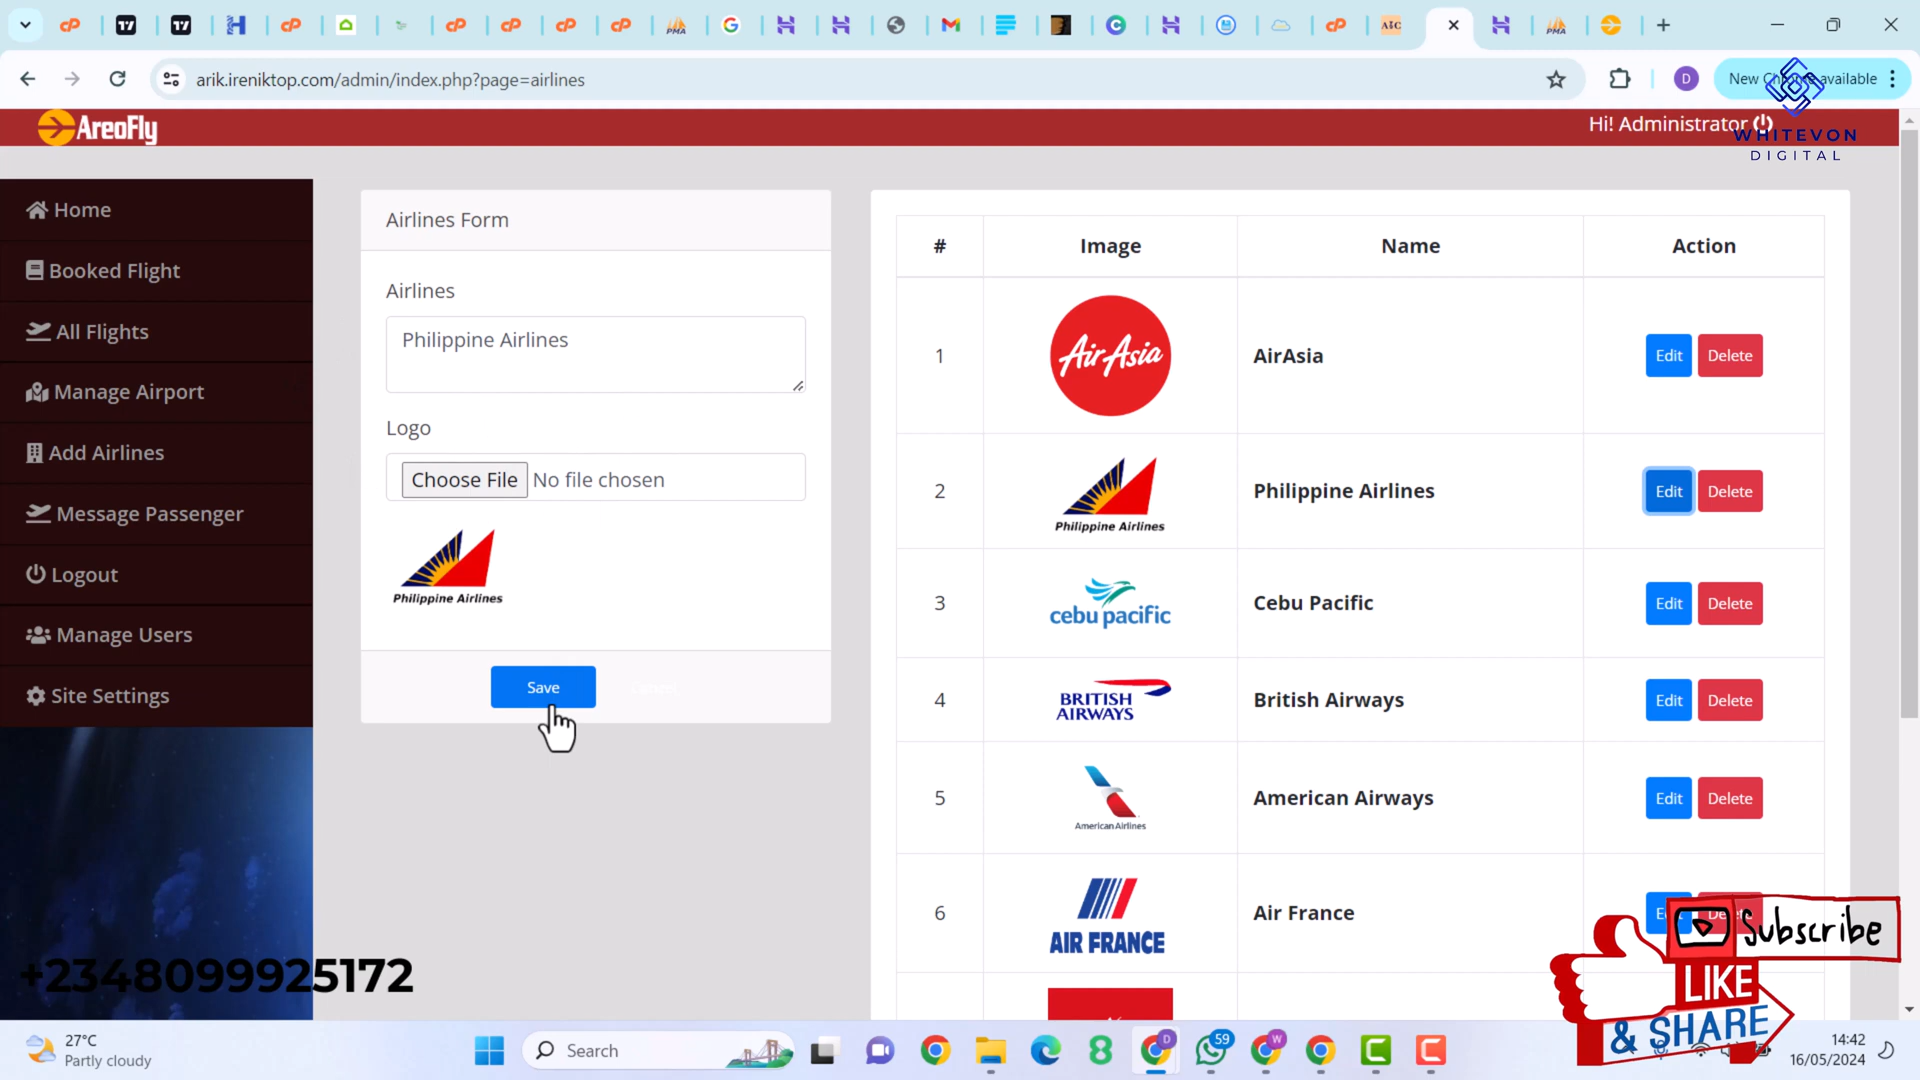 arik.ireniktop.com/admin/index.php?page=airlines
D
AreoFly
Hi! Administrator
WHITEVON
DIGITAL
Home
Booked Flight
All Flights
Manage Airport
Add Airlines
Message Passenger
Logout
Manage Users
Site Settings
Airlines Form
Airlines
Philippine Airlines
Logo
Choose File No file chosen
Philippine Airlines
Save
Cancel
# Image Name Action
1 AirAsia AirAsia Edit Delete
2 Philippine Airlines Philippine Airlines Edit Delete
3 cebu pacific Cebu Pacific Edit Delete
4 BRITISH AIRWAYS British Airways Edit Delete
5 American Airlines American Airways Edit Delete
6 AIR FRANCE Air France
Subscribe
LIKE
& SHARE
+2348099925172
27°C
Partly cloudy
Search
59
14:42
16/05/2024